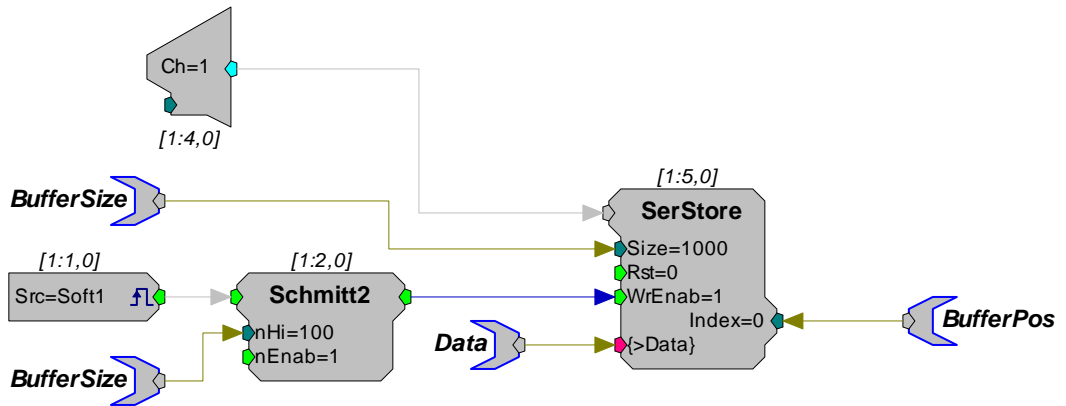 Ch=1
[1:4,0]
BufferSize
[1:5,0]
SerStore
Size=1000
Rst=0
WrEnab=1
Index=0
{>Data}
[1:1,0]
Src=Soft1
[1:2,0]
Schmitt2
nHi=100
nEnab=1
BufferSize
Data
BufferPos